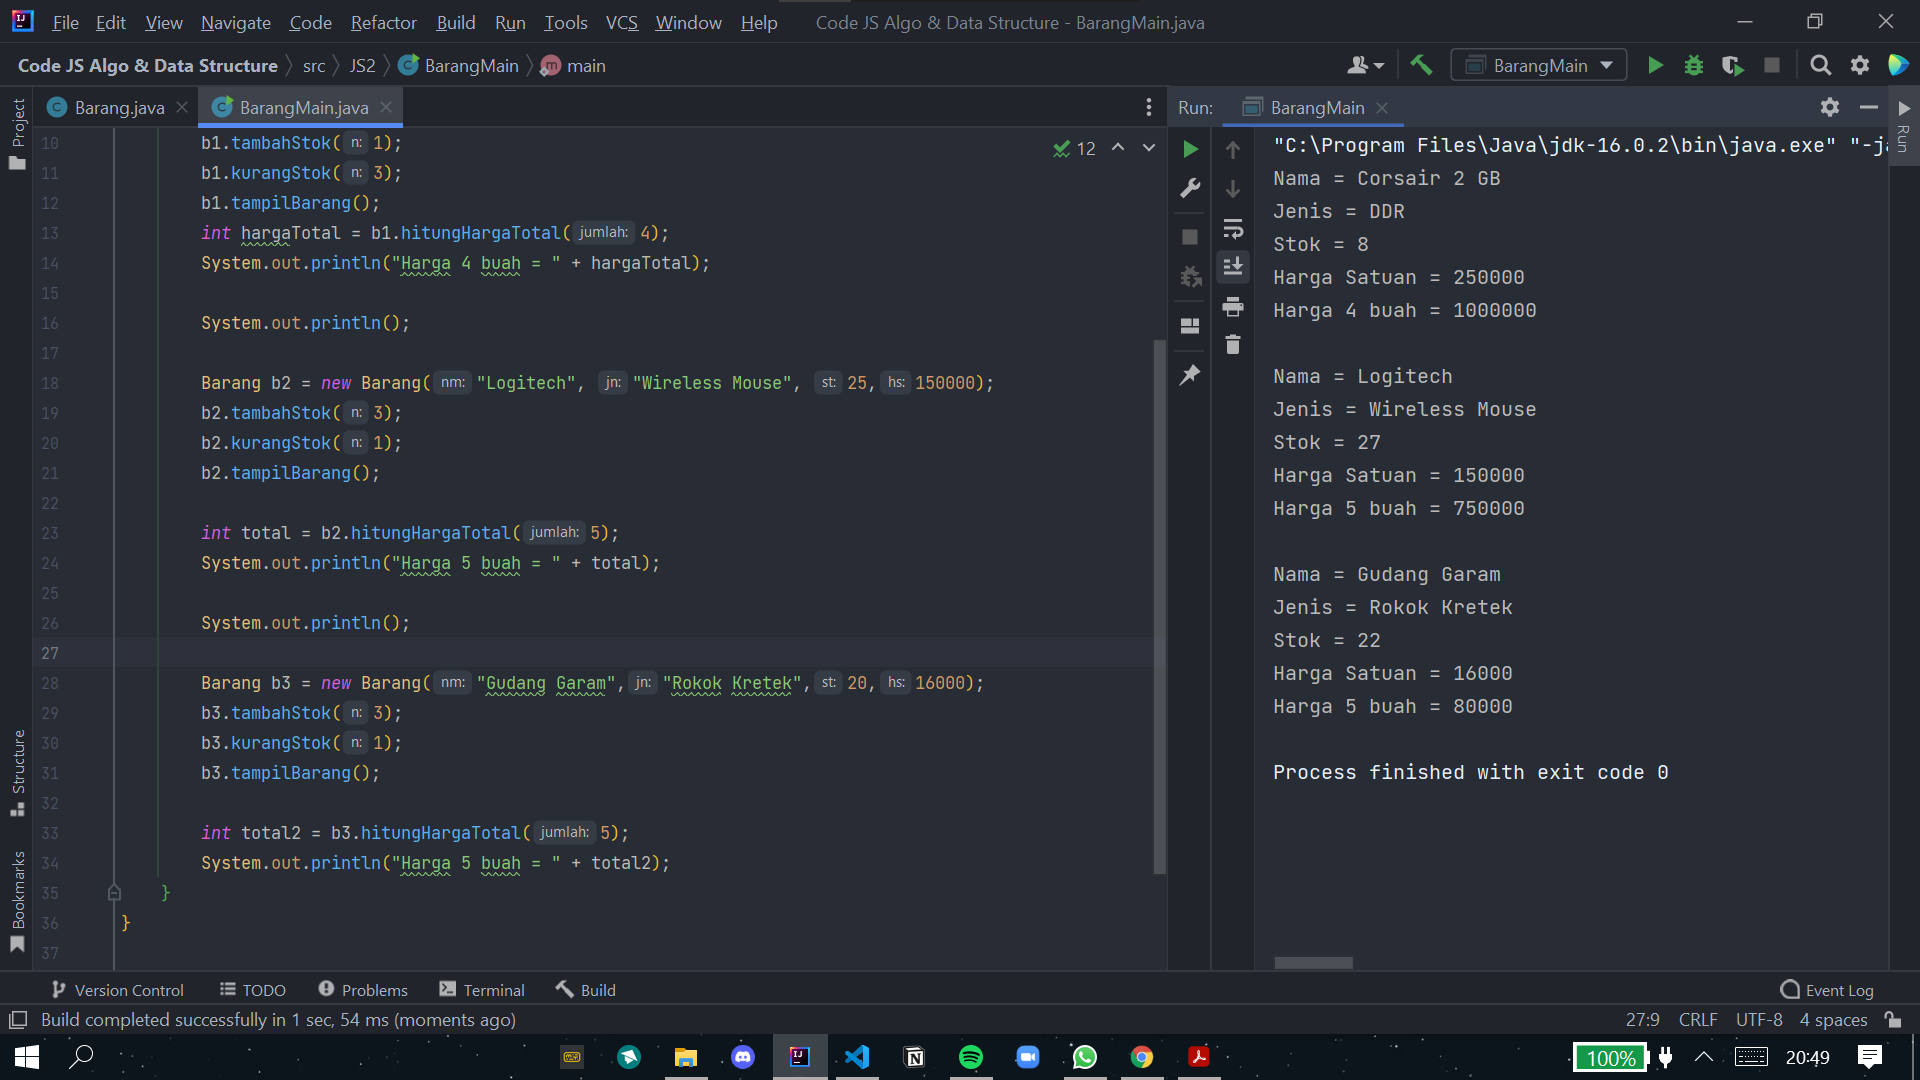 File Edit View Navigate Code Refactor Build Run Tools VCS Window Help Code JS Algo & Data Structure - BarangMain.java
Code JS Algo & Data Structure src JS2 BarangMain main
BarangMain
Barang.java BarangMain.java
Project
Structure
Bookmarks
12
10 b1.tambahStok( n: 1);
11 b1.kurangStok( n: 3);
12 b1.tampilBarang();
13 int hargaTotal = b1.hitungHargaTotal( jumlah: 4);
14 System.out.println("Harga 4 buah = " + hargaTotal);
15
16 System.out.println();
17
18 Barang b2 = new Barang( nm: "Logitech", jn: "Wireless Mouse", st: 25, hs: 150000);
19 b2.tambahStok( n: 3);
20 b2.kurangStok( n: 1);
21 b2.tampilBarang();
22
23 int total = b2.hitungHargaTotal( jumlah: 5);
24 System.out.println("Harga 5 buah = " + total);
25
26 System.out.println();
27
28 Barang b3 = new Barang( nm: "Gudang Garam", jn: "Rokok Kretek", st: 20, hs: 16000);
29 b3.tambahStok( n: 3);
30 b3.kurangStok( n: 1);
31 b3.tampilBarang();
32
33 int total2 = b3.hitungHargaTotal( jumlah: 5);
34 System.out.println("Harga 5 buah = " + total2);
35 }
36 }
37
Run: BarangMain
Run
"C:\Program Files\Java\jdk-16.0.2\bin\java.exe" "-ja
Nama = Corsair 2 GB
Jenis = DDR
Stok = 8
Harga Satuan = 250000
Harga 4 buah = 1000000
Nama = Logitech
Jenis = Wireless Mouse
Stok = 27
Harga Satuan = 150000
Harga 5 buah = 750000
Nama = Gudang Garam
Jenis = Rokok Kretek
Stok = 22
Harga Satuan = 16000
Harga 5 buah = 80000
Process finished with exit code 0
Version Control TODO Problems Terminal Build Event Log
Build completed successfully in 1 sec, 54 ms (moments ago) 27:9 CRLF UTF-8 4 spaces
100% 20:49